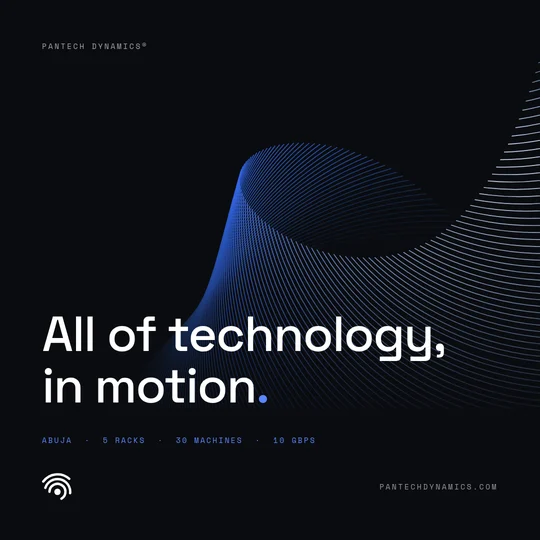 PANTECH DYNAMICS®
All of technology,
in motion.
ABUJA · 5 RACKS · 30 MACHINES · 10 GBPS
PANTECHDYNAMICS.COM